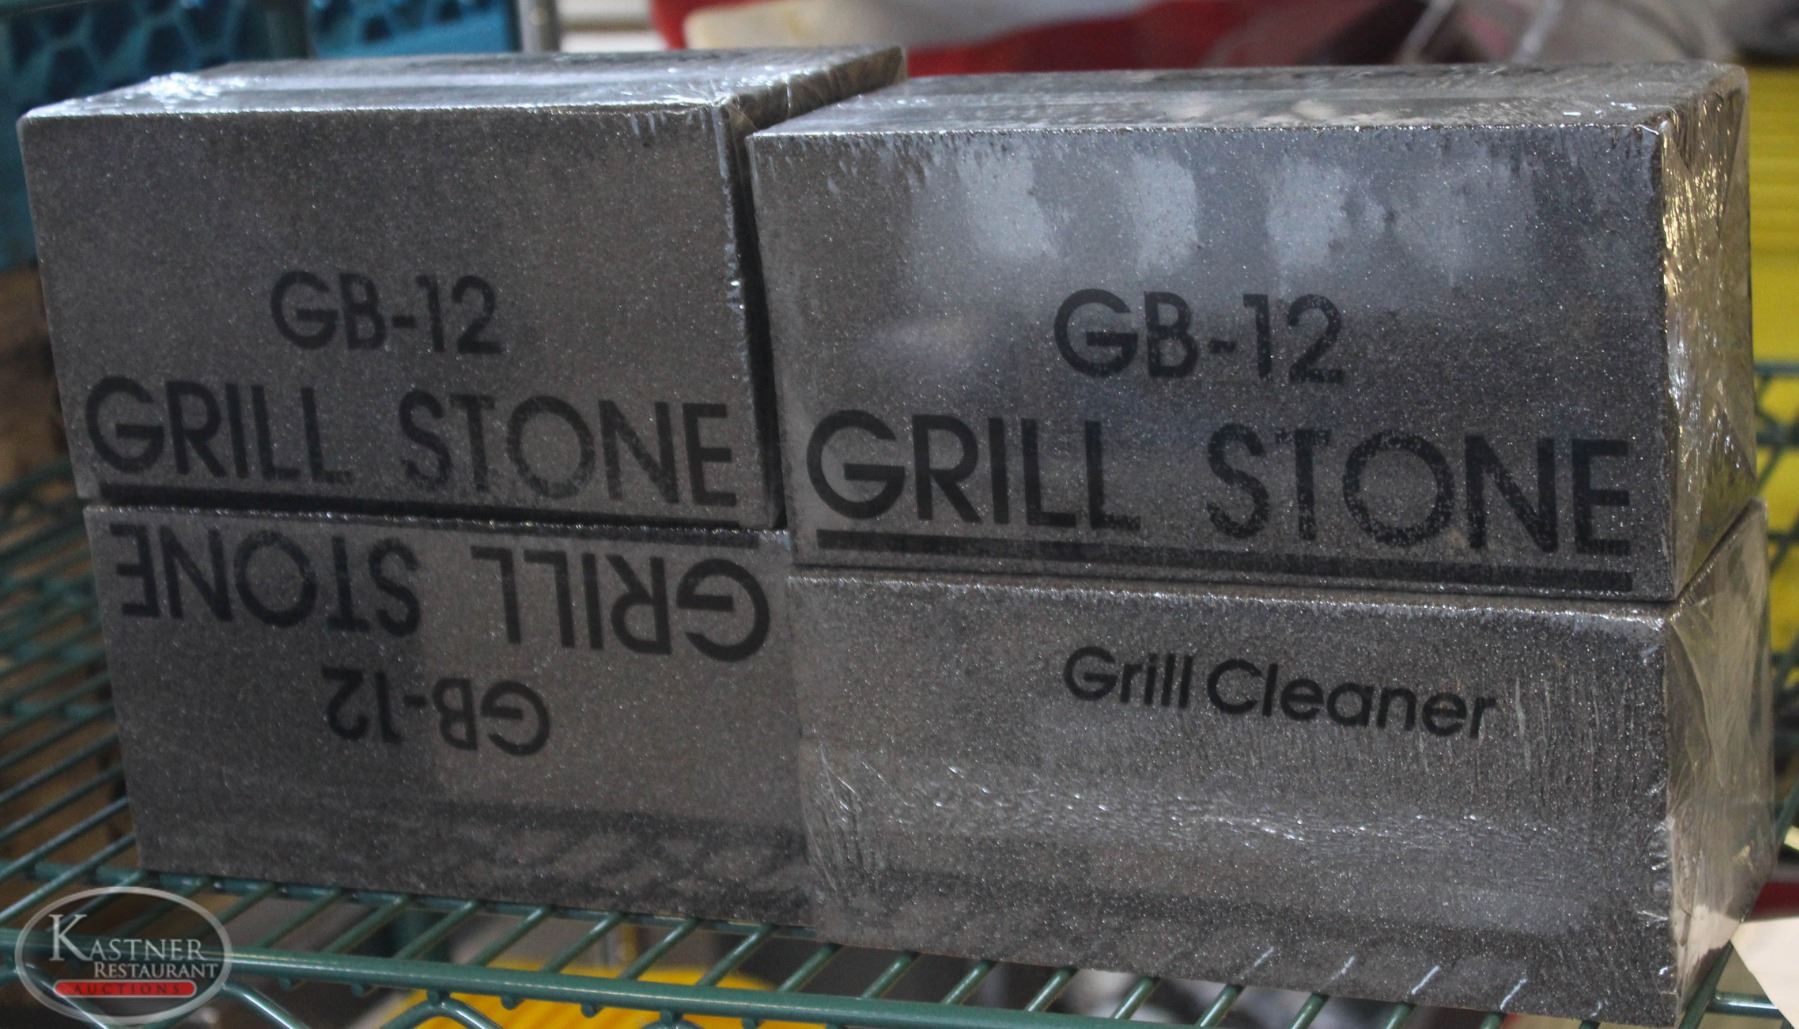 GB-12
GRILL STONE
GB-12
GRILL STONE
GRILL STONE
GB-12
Grill Cleaner
KASTNER
RESTAURANT
AUCTIONS